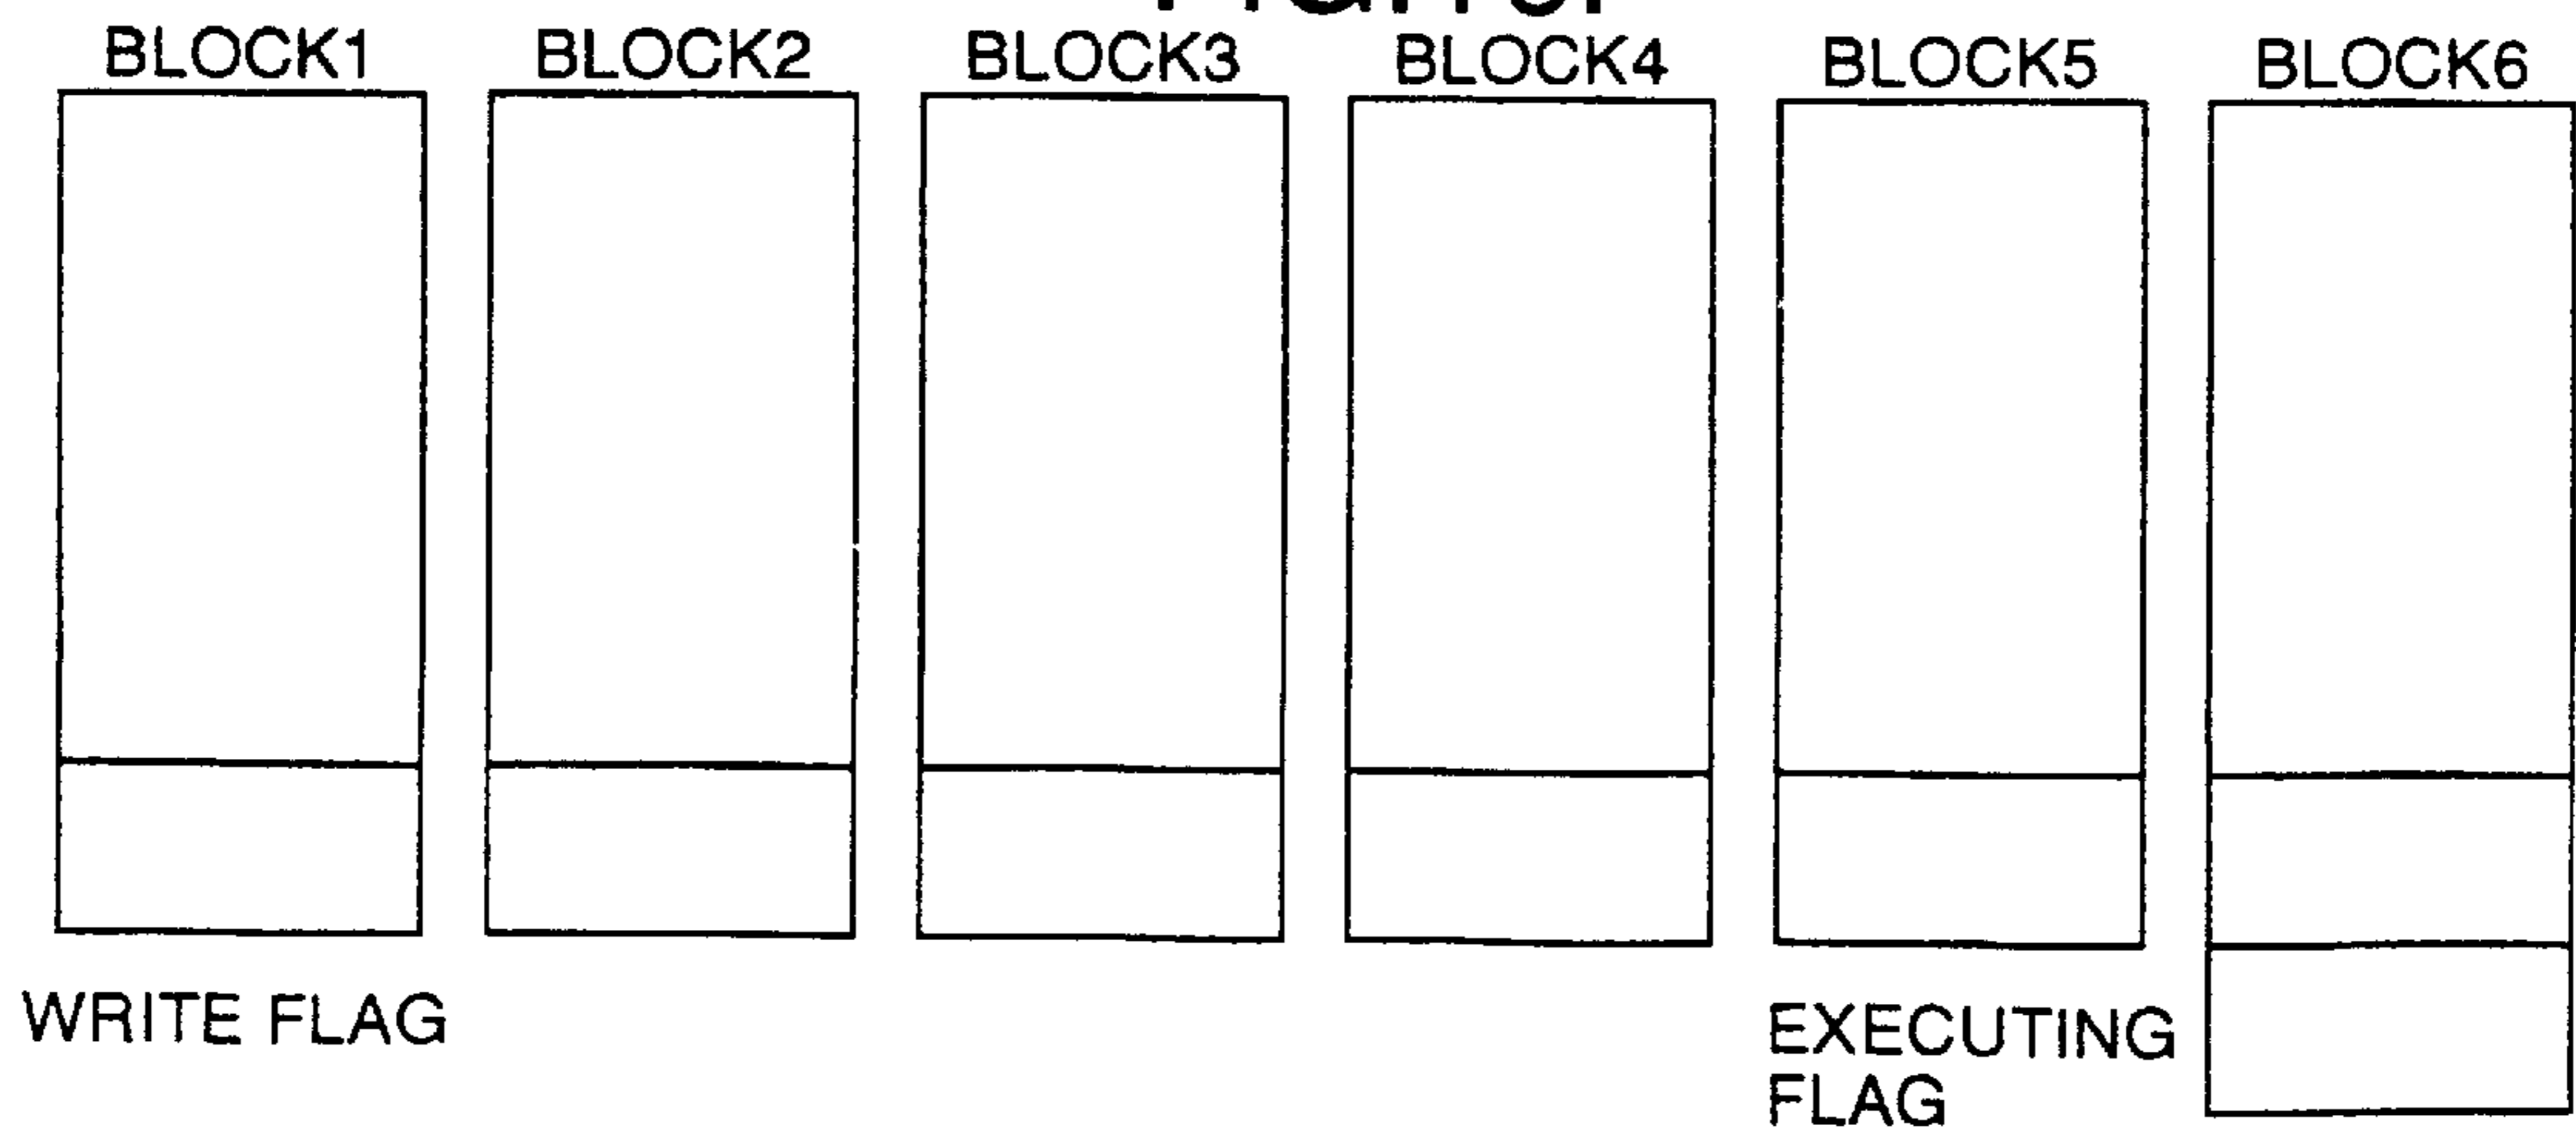 BLOCK1 BLOCK2 BLOCK3 BLOCK4 BLOCK5 BLOCK6
WRITE FLAG
EXECUTING
FLAG